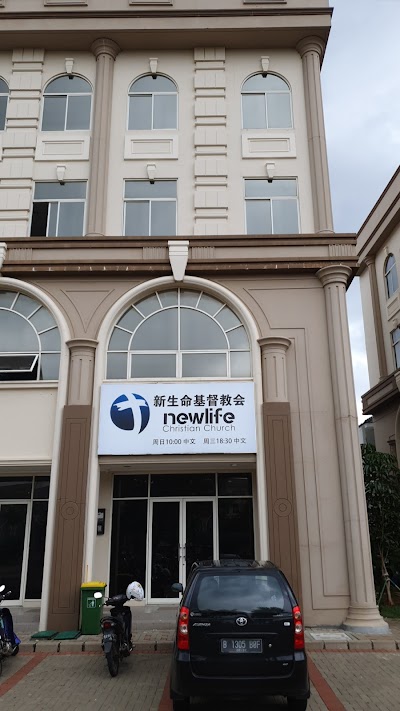 新生命基督教会
newlife
Christian Church
周日10:00 中文 周三18:30 中文
B 1305 BOF